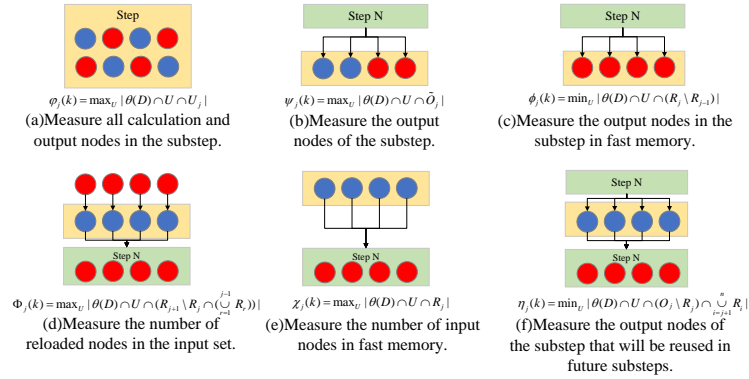 Step
φ_j(k) = max_U | θ(D) ∩ U ∩ U_j |
(a)Measure all calculation and
output nodes in the substep.
Step N
ψ_j(k) = max_U | θ(D) ∩ U ∩ Õ_j |
(b)Measure the output
nodes of the substep.
Step N
ϕ_j(k) = min_U | θ(D) ∩ U ∩ (R_j \ R_{j-1}) |
(c)Measure the output nodes in the
substep in fast memory.
Step N
Φ_j(k) = max_U | θ(D) ∩ U ∩ (R_{j+1} \ R_j ∩ (∪_{r=1}^{j-1} R_r)) |
(d)Measure the number of
reloaded nodes in the input set.
Step N
χ_j(k) = max_U | θ(D) ∩ U ∩ R_j |
(e)Measure the number of input
nodes in fast memory.
Step N
Step N
η_j(k) = min_U | θ(D) ∩ U ∩ (O_j \ R_j) ∩ ∪_{i=j+1}^{n} R_i |
(f)Measure the output nodes of
the substep that will be reused in
future substeps.